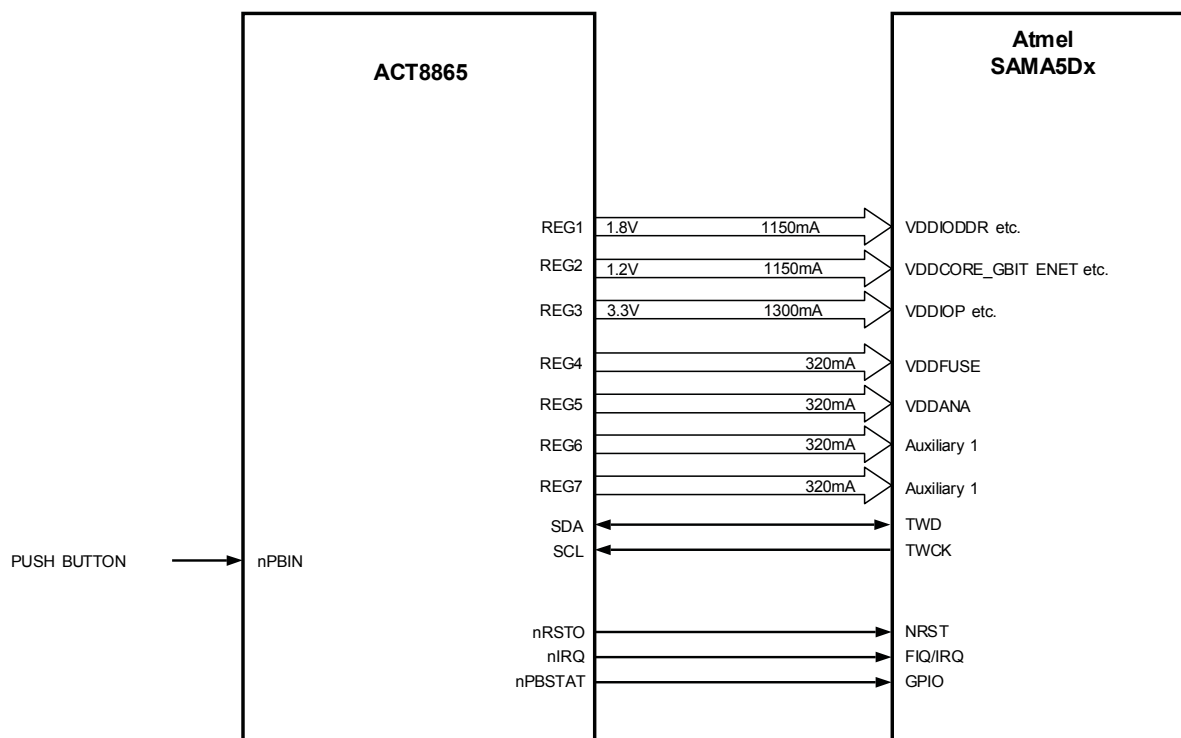 ACT8865
Atmel
SAMA5Dx
REG1 1.8V 1150mA VDDIODDR etc.
REG2 1.2V 1150mA VDDCORE_GBIT ENET etc.
REG3 3.3V 1300mA VDDIOP etc.
REG4 320mA VDDFUSE
REG5 320mA VDDANA
REG6 320mA Auxiliary 1
REG7 320mA Auxiliary 1
SDA TWD
SCL TWCK
PUSH BUTTON nPBIN
nRSTO NRST
nIRQ FIQ/IRQ
nPBSTAT GPIO